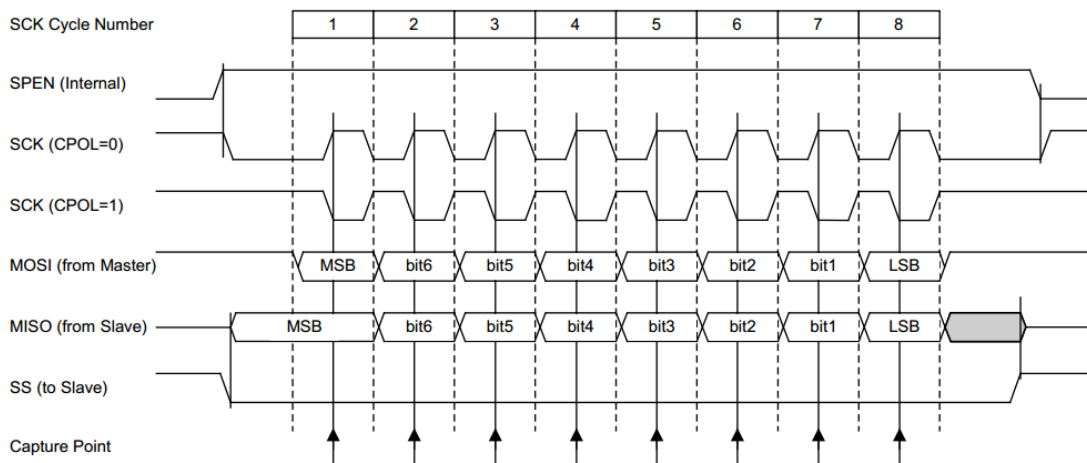 SCK Cycle Number 1 2 3 4 5 6 7 8
SPEN (Internal)
SCK (CPOL=0)
SCK (CPOL=1)
MOSI (from Master) MSB bit6 bit5 bit4 bit3 bit2 bit1 LSB
MISO (from Slave) MSB bit6 bit5 bit4 bit3 bit2 bit1 LSB
SS (to Slave)
Capture Point